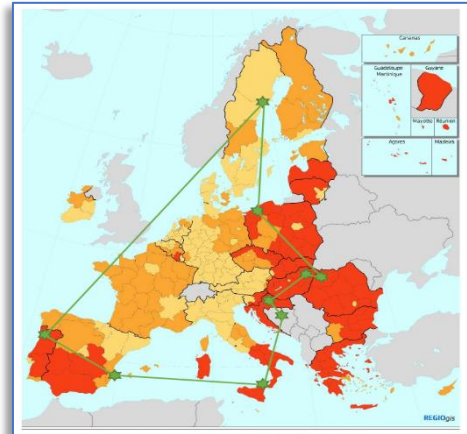 Canarias
Guadeloupe
Martinique
Guyane
Mayotte
Réunion
Açores
Madeira
REGIOgis